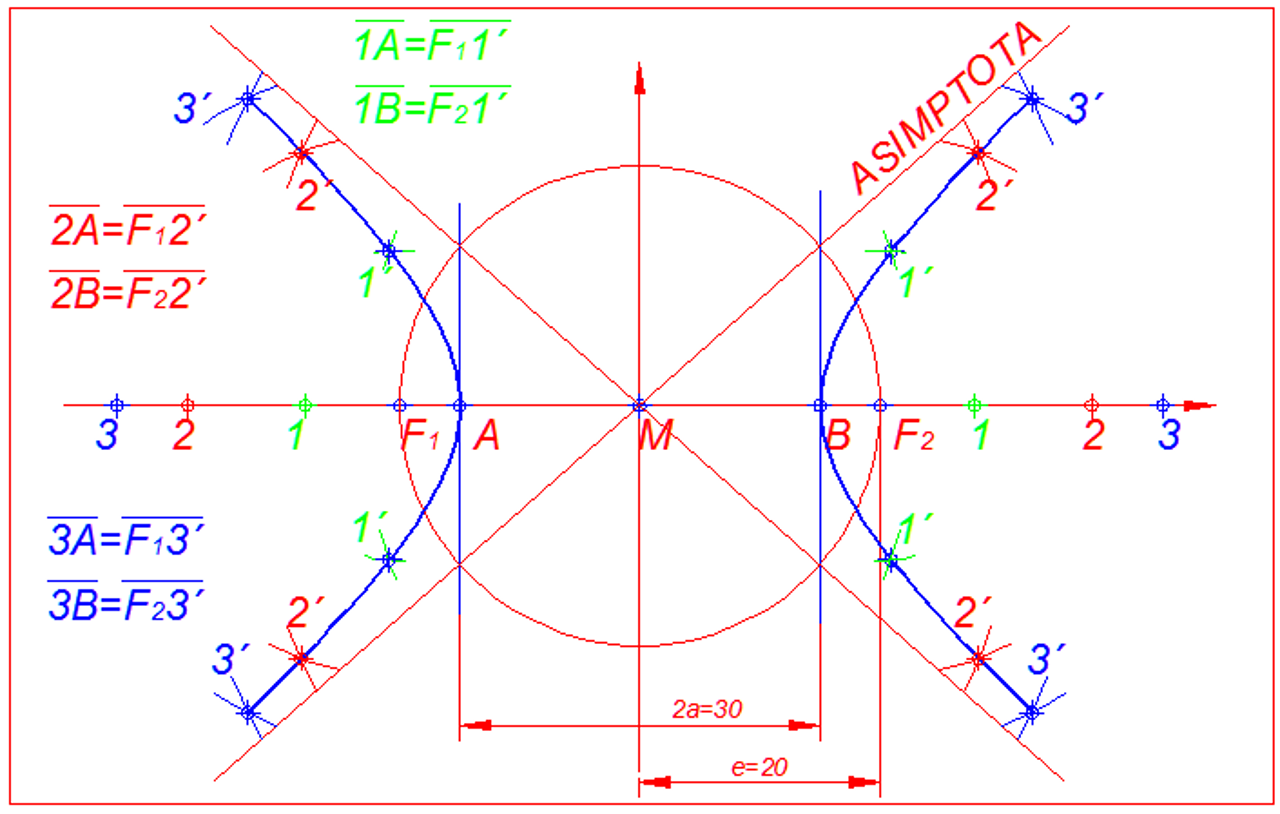 1A=F₁1´
1B=F₂1´
ASIMPTOTA
3´ 3´
2´ 2´
2A=F₁2´
2B=F₂2´
1´ 1´
3 2 1 F₁ A M B F₂ 1 2 3
3A=F₁3´
3B=F₂3´
1´ 1´
2´ 2´
3´ 3´
2a=30
e=20